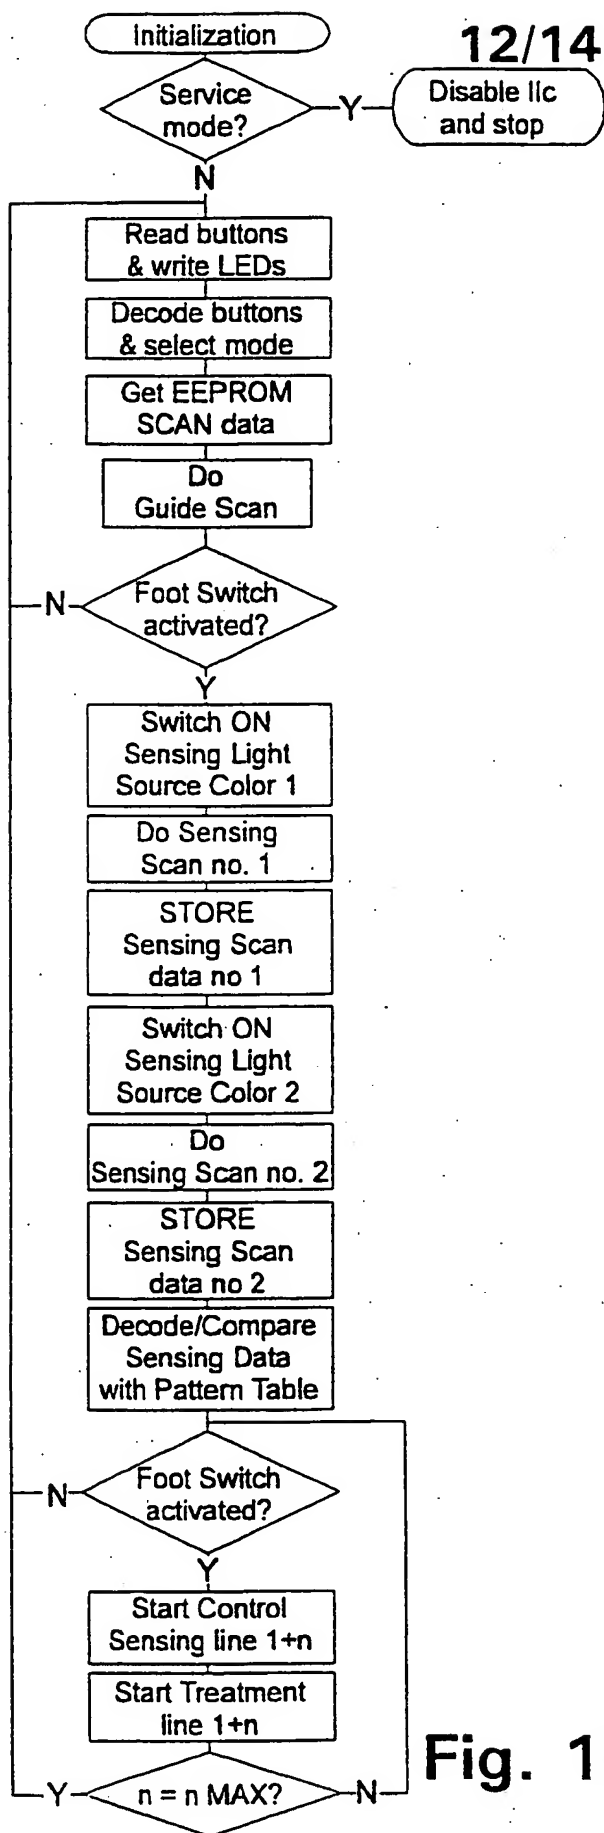 Initialization
12/14
Service
mode?
Y
Disable IIc
and stop
N
Read buttons
& write LEDs
Decode buttons
& select mode
Get EEPROM
SCAN data
Do
Guide Scan
N
Foot Switch
activated?
Y
Switch ON
Sensing Light
Source Color 1
Do Sensing
Scan no. 1
STORE
Sensing Scan
data no 1
Switch ON
Sensing Light
Source Color 2
Do
Sensing Scan no. 2
STORE
Sensing Scan
data no 2
Decode/Compare
Sensing Data
with Pattern Table
N
Foot Switch
activated?
Y
Start Control
Sensing line 1+n
Start Treatment
line 1+n
Y
n = n MAX?
N
Fig. 1